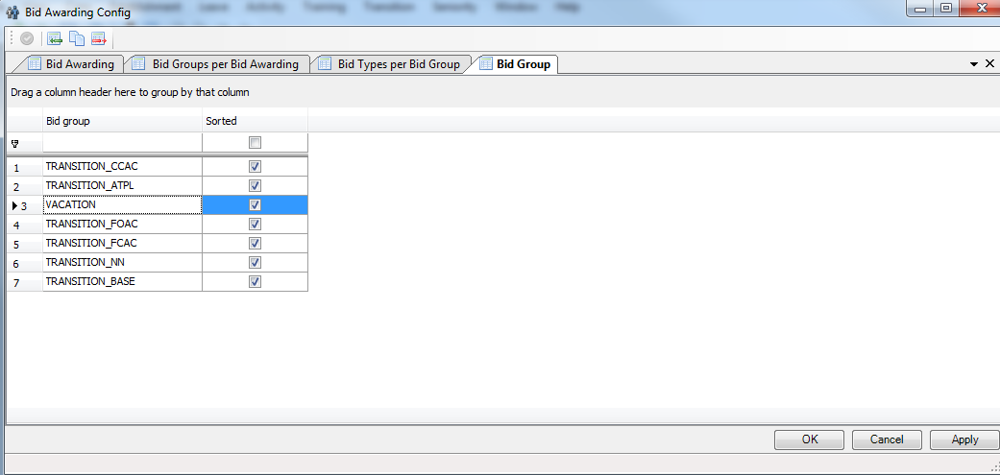 Leave Activity Training Transition Seniority Window Help
Bid Awarding Config
Bid Awarding Bid Groups per Bid Awarding Bid Types per Bid Group Bid Group
Drag a column header here to group by that column
Bid group Sorted
1 TRANSITION_CCAC
2 TRANSITION_ATPL
3 VACATION
4 TRANSITION_FOAC
5 TRANSITION_FCAC
6 TRANSITION_NN
7 TRANSITION_BASE
OK Cancel Apply